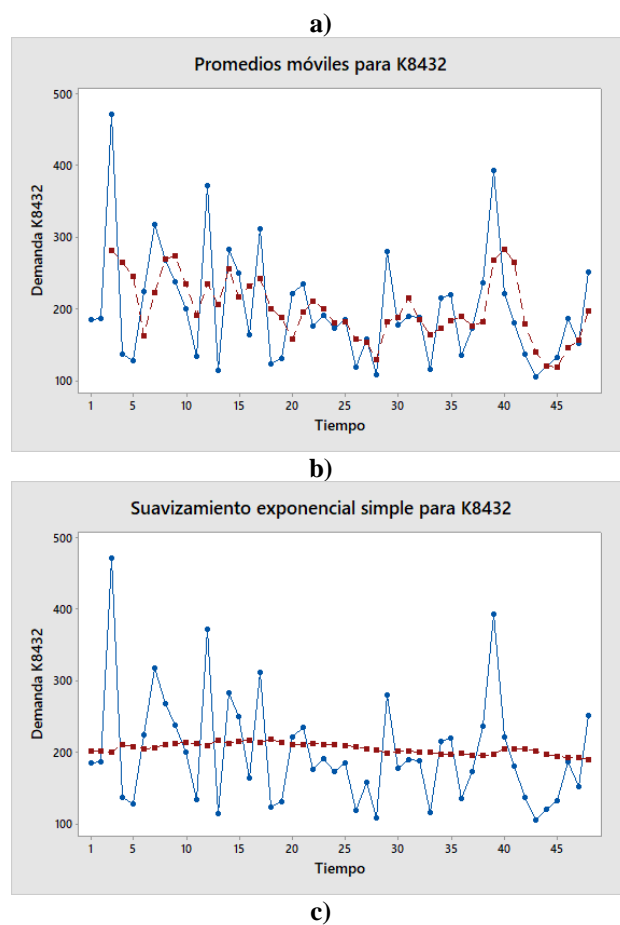 a)
Promedios móviles para K8432
500
400
300
200
100
Demanda K8432
1 5 10 15 20 25 30 35 40 45
Tiempo
b)
Suavizamiento exponencial simple para K8432
500
400
300
200
100
Demanda K8432
1 5 10 15 20 25 30 35 40 45
Tiempo
c)